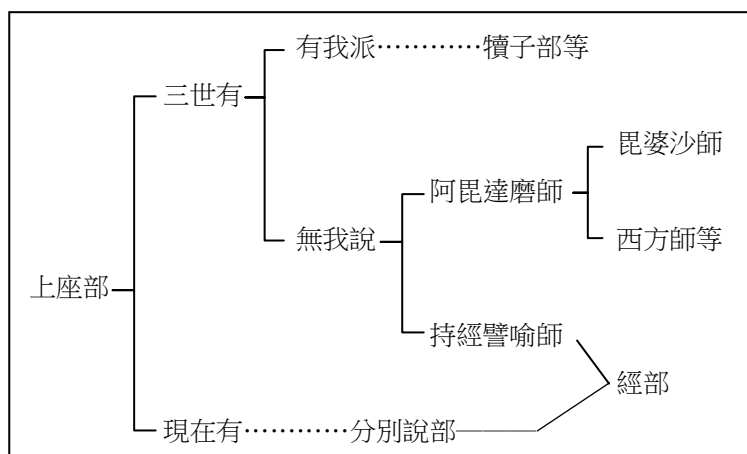 有我派…………犢子部等
三世有
毘婆沙師
阿毘達磨師
無我說
西方師等
上座部
持經譬喻師
經部
現在有…………分別說部